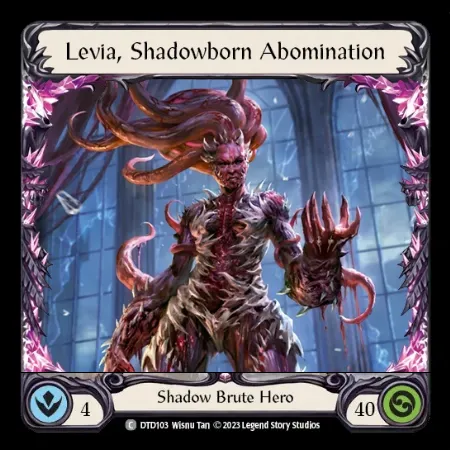 Levia, Shadowborn Abomination
Shadow Brute Hero
4
40
C DTD103 Wisnu Tan © 2023 Legend Story Studios